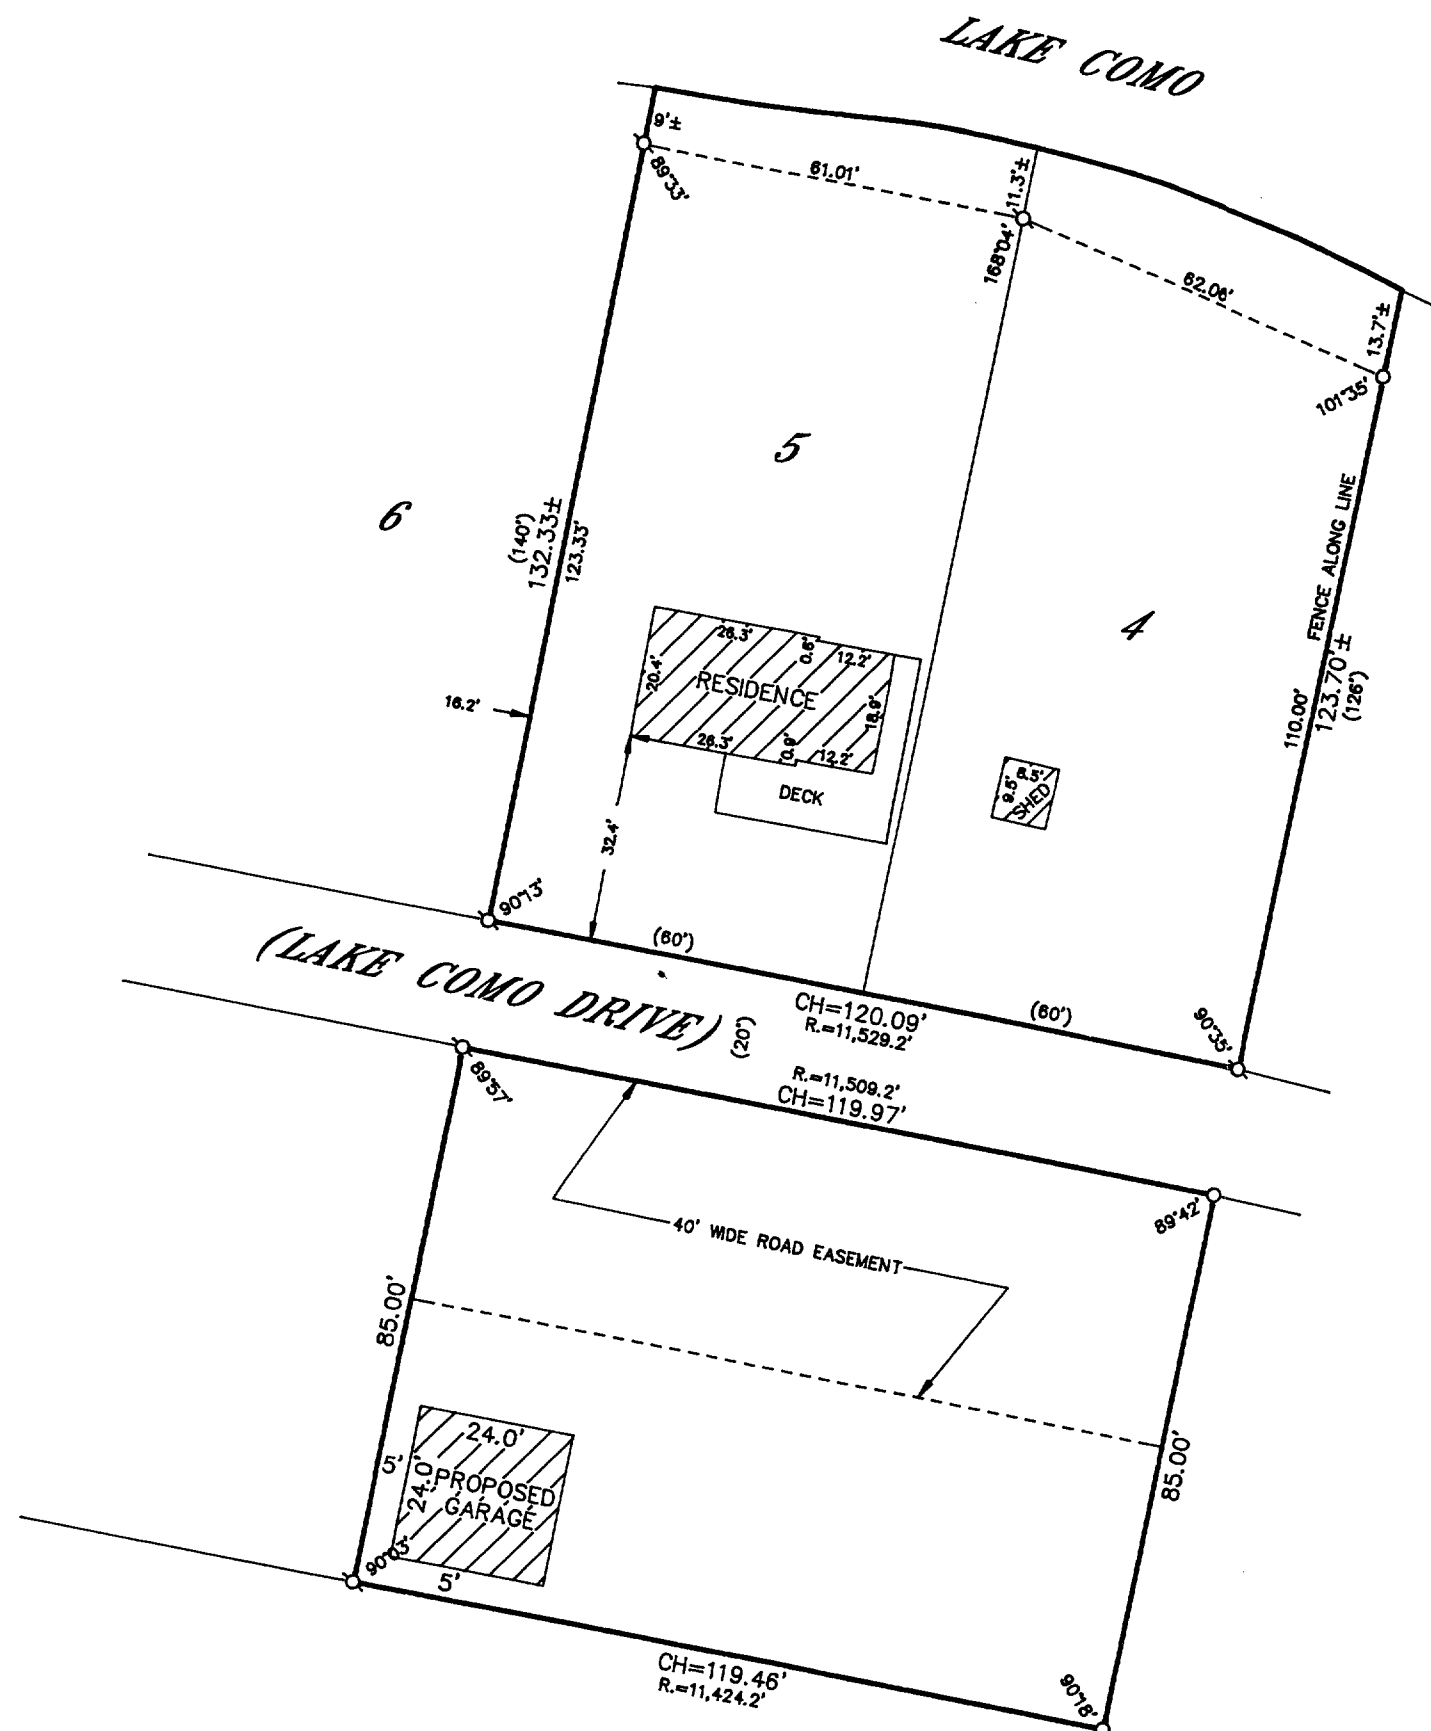 LAKE COMO
9'±
61.01'
11.3'±
89°33'
168°04'
62.06'
13.7'±
101°35'
5
6
4
(140')
132.33±
123.33'
FENCE ALONG LINE
123.70'±
(126')
110.00'
26.3'
0.6'
12.2'
20.4'
RESIDENCE
18.9'
16.2'
26.3'
0.9'
12.2'
DECK
9.5'
8.5'
SHED
32.4'
90°13'
(60')
(LAKE COMO DRIVE)
(20')
CH=120.09'
R.=11,529.2'
(60')
90°35'
R.=11,509.2'
CH=119.97'
89°57'
89°42'
40' WIDE ROAD EASEMENT
85.00'
85.00'
24.0'
5'
24.0'
PROPOSED
GARAGE
90°03'
5'
CH=119.46'
R.=11,424.2'
90°18'